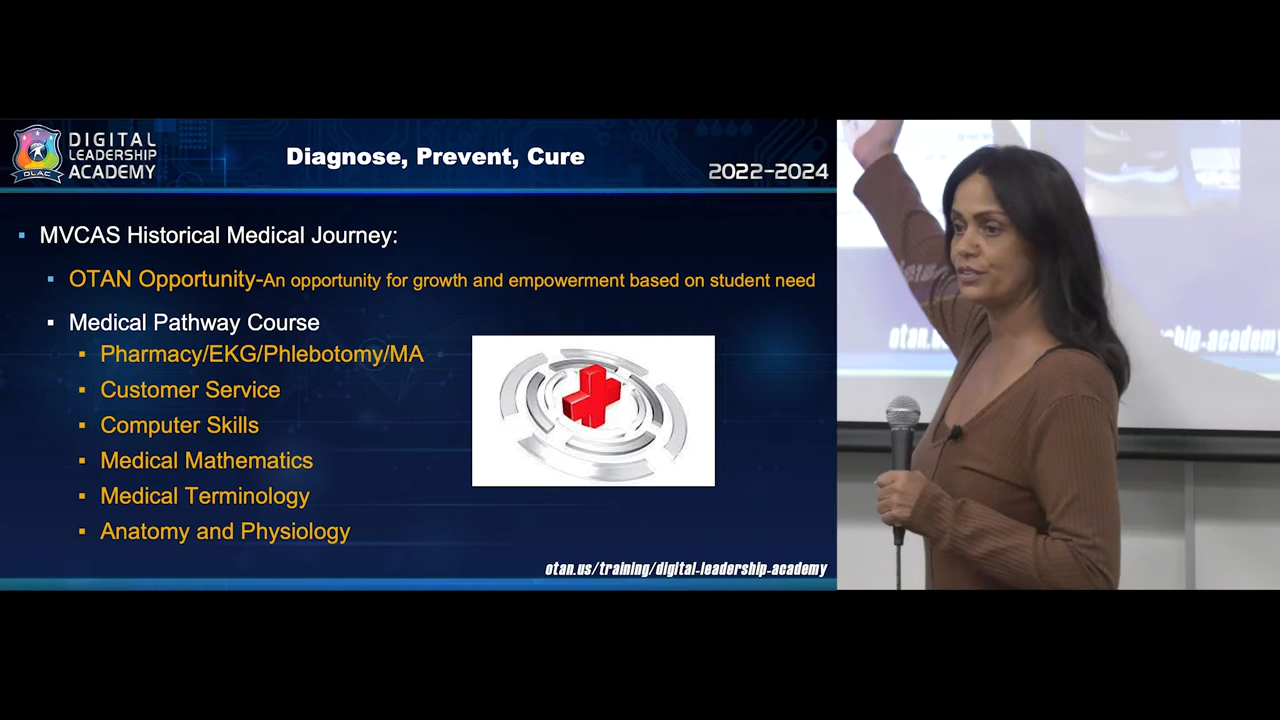 DIGITAL
LEADERSHIP
ACADEMY
DLAC
Diagnose, Prevent, Cure
2022-2024
MVCAS Historical Medical Journey:
OTAN Opportunity-An opportunity for growth and empowerment based on student need
Medical Pathway Course
Pharmacy/EKG/Phlebotomy/MA
Customer Service
Computer Skills
Medical Mathematics
Medical Terminology
Anatomy and Physiology
otan.us/training/digital-leadership-academy